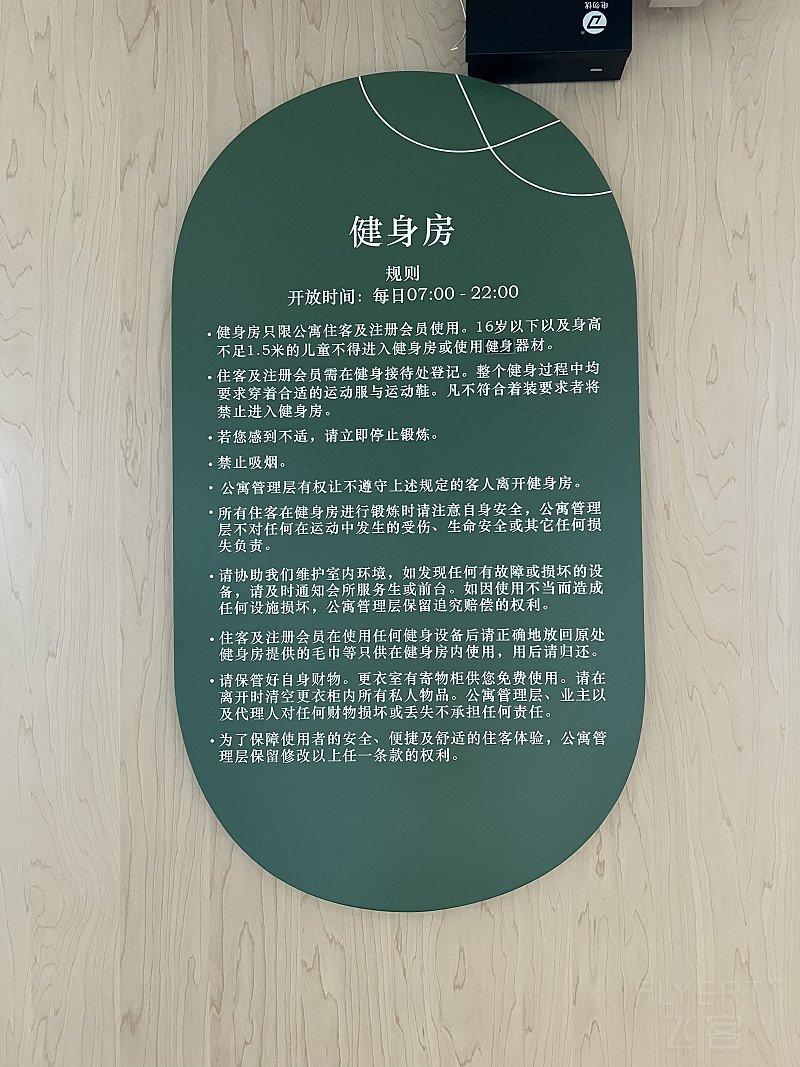 电勿忧
健身房
规则
开放时间：每日07:00 - 22:00
• 健身房只限公寓住客及注册会员使用。16岁以下以及身高
不足1.5米的儿童不得进入健身房或使用健身器材。
• 住客及注册会员需在健身接待处登记。整个健身过程中均
要求穿着合适的运动服与运动鞋。凡不符合着装要求者将
禁止进入健身房。
• 若您感到不适，请立即停止锻炼。
• 禁止吸烟。
• 公寓管理层有权让不遵守上述规定的客人离开健身房。
• 所有住客在健身房进行锻炼时请注意自身安全，公寓管理
层不对任何在运动中发生的受伤、生命安全或其它任何损
失负责。
• 请协助我们维护室内环境，如发现任何有故障或损坏的设
备，请及时通知会所服务生或前台。如因使用不当而造成
任何设施损坏，公寓管理层保留追究赔偿的权利。
• 住客及注册会员在使用任何健身设备后请正确地放回原处
健身房提供的毛巾等只供在健身房内使用，用后请归还。
• 请保管好自身财物。更衣室有寄物柜供您免费使用。请在
离开时清空更衣柜内所有私人物品。公寓管理层、业主以
及代理人对任何财物损坏或丢失不承担任何责任。
• 为了保障使用者的安全、便捷及舒适的住客体验，公寓管
理层保留修改以上任一条款的权利。
FLYERT
飞客